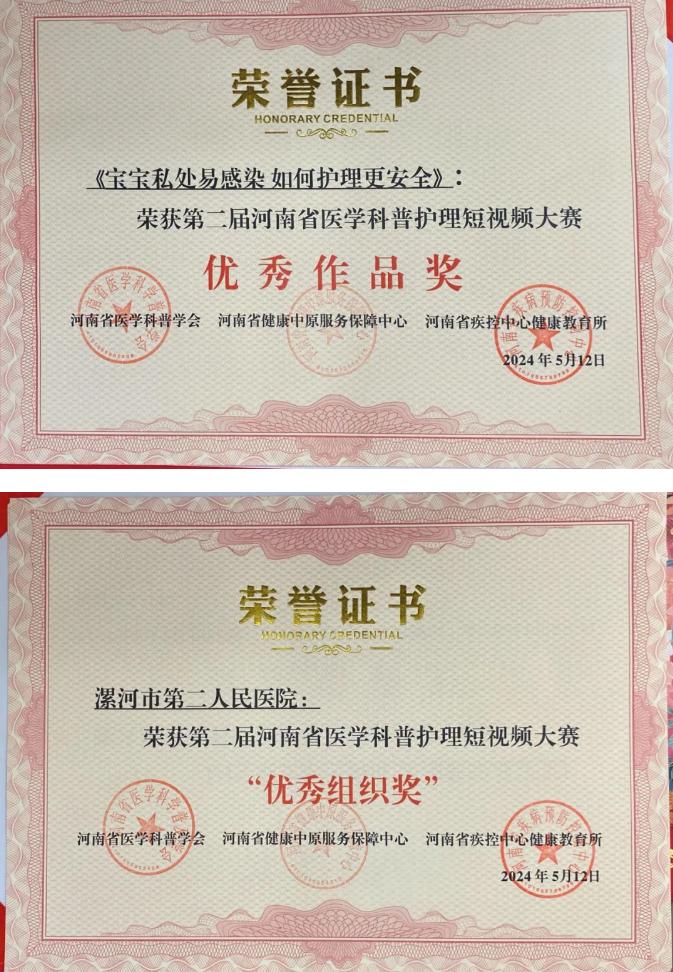 荣誉证书
HONORARY CREDENTIAL
《宝宝私处易感染 如何护理更安全》：
荣获第二届河南省医学科普护理短视频大赛
优秀作品奖
河南省医学科普学会 河南省健康中原服务保障中心 河南省疾控中心健康教育所
2024 年 5月12日
荣誉证书
HONORARY CREDENTIAL
漯河市第二人民医院：
荣获第二届河南省医学科普护理短视频大赛
“优秀组织奖”
河南省医学科普学会 河南省健康中原服务保障中心 河南省疾控中心健康教育所
2024 年 5月12日